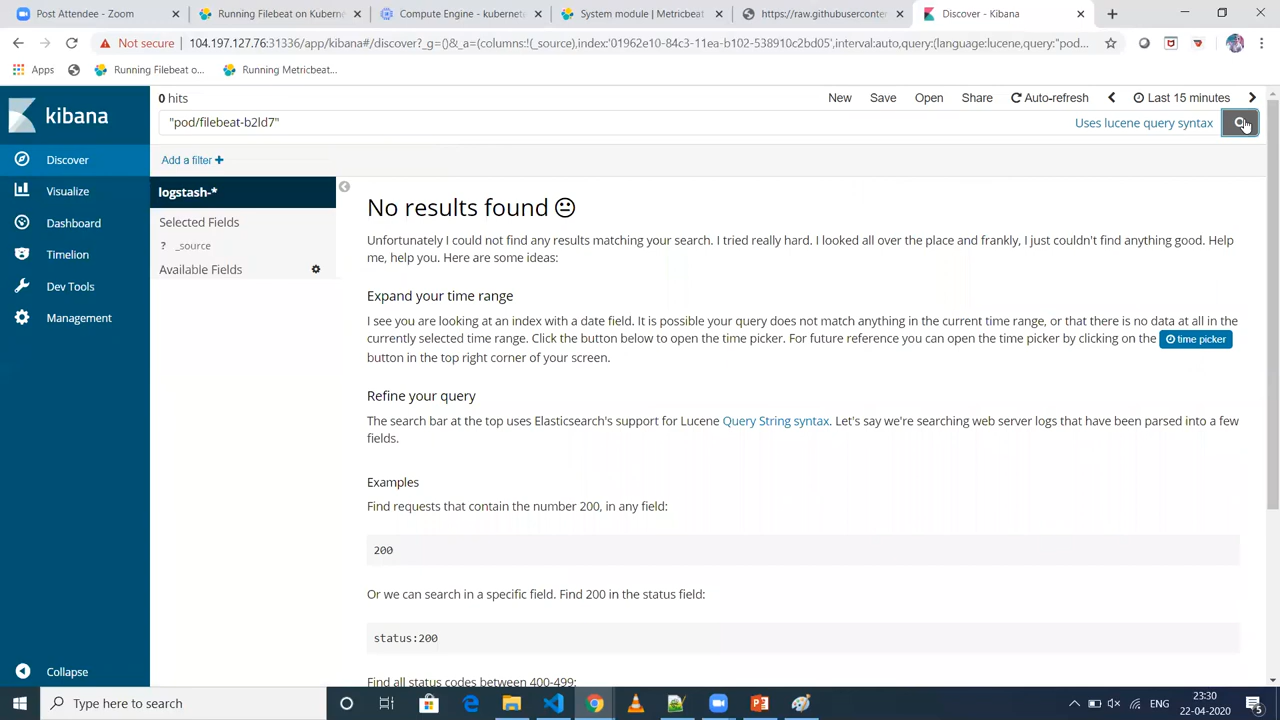 Post Attendee - Zoom
Running Filebeat on Kubern
Compute Engine - kubernete
System module | Metricbeat
https://raw.githubuserconter
Discover - Kibana
Not secure
104.197.127.76:31336/app/kibana#/discover?_g=()&_a=(columns:!(_source),index:'01962e10-84c3-11ea-b102-538910c2bd05',interval:auto,query:(language:lucene,query:"pod...
Apps
Running Filebeat o...
Running Metricbeat...
kibana
0 hits
New
Save
Open
Share
Auto-refresh
Last 15 minutes
"pod/filebeat-b2ld7"
Uses lucene query syntax
Discover
Add a filter +
Visualize
logstash-*
No results found
Dashboard
Selected Fields
? _source
Unfortunately I could not find any results matching your search. I tried really hard. I looked all over the place and frankly, I just couldn't find anything good. Help
me, help you. Here are some ideas:
Timelion
Available Fields
Dev Tools
Expand your time range
Management
I see you are looking at an index with a date field. It is possible your query does not match anything in the current time range, or that there is no data at all in the
currently selected time range. Click the button below to open the time picker. For future reference you can open the time picker by clicking on the time picker
button in the top right corner of your screen.
Refine your query
The search bar at the top uses Elasticsearch's support for Lucene Query String syntax. Let's say we're searching web server logs that have been parsed into a few
fields.
Examples
Find requests that contain the number 200, in any field:
200
Or we can search in a specific field. Find 200 in the status field:
status:200
Find all status codes between 400-499:
Collapse
Type here to search
ENG
23:30
22-04-2020
5